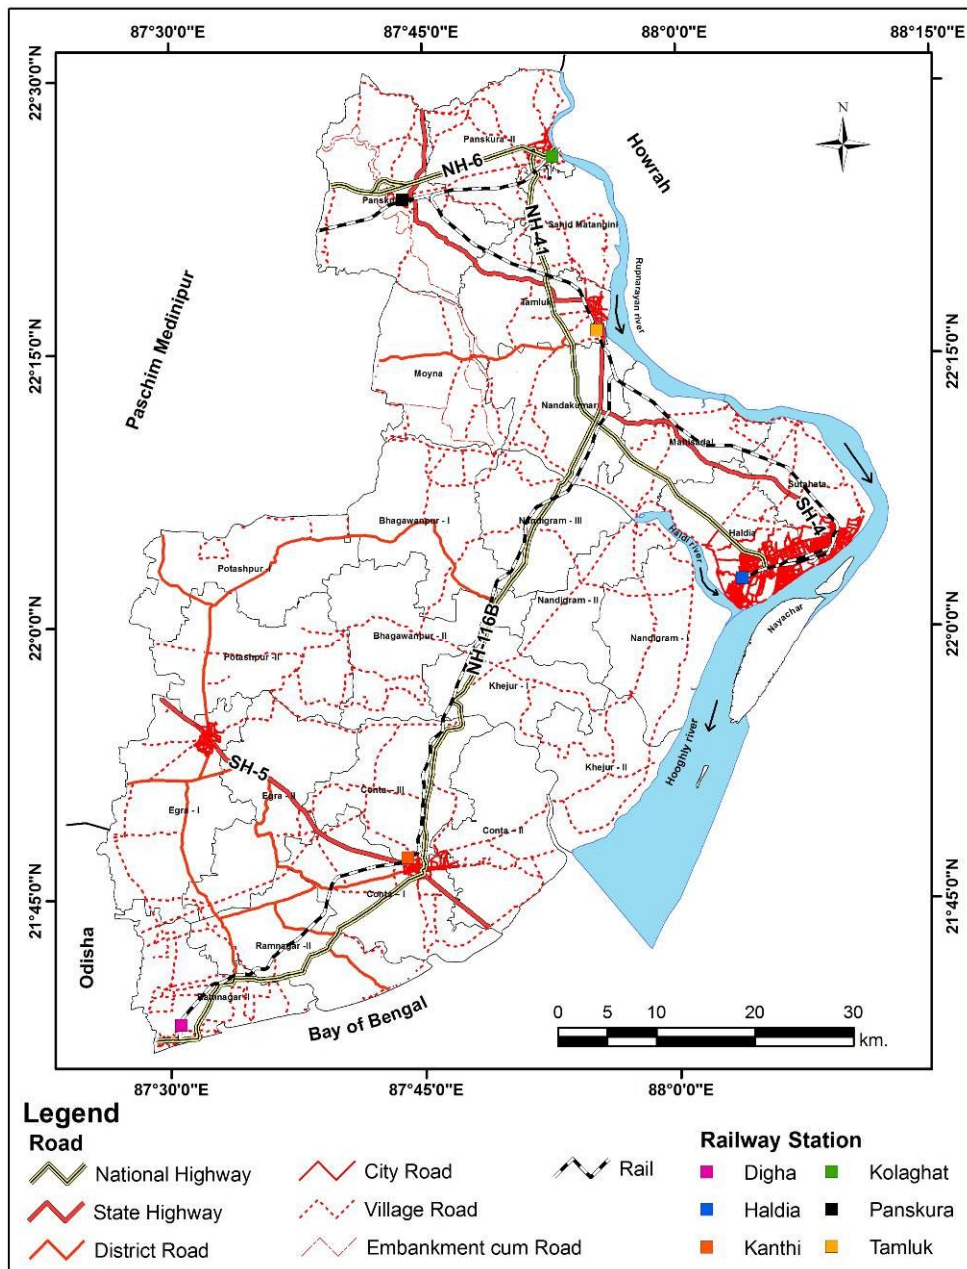 87°30'0"E 87°45'0"E 88°0'0"E 88°15'0"E
22°30'0"N
22°15'0"N
22°0'0"N
21°45'0"N
22°15'0"N
22°0'0"N
21°45'0"N
N
Howrah
Paschim Medinipur
Odisha
Bay of Bengal
Panskura -II
NH-6
NH-41
Sahid Matangini
Rupnarayan river
Tamluk
Moyna
Nandakumar
Mahisadal
Sutahata
SH-4
Haldia
Haldi river
Nayachar
Bhagawanpur - I
Nandigram - III
Potashpur-I
Nandigram - II
Nandigram - I
Bhagawanpur - II
NH-116B
Potashpur -II
Khejur - I
Hooghly river
Khejur - II
SH-5
Egra - I
Egra - II
Conta - III
Conta - II
Conta - I
Ramnagar -II
0 5 10 20 30
km.
87°30'0"E 87°45'0"E 88°0'0"E
Legend
Road
National Highway
State Highway
District Road
City Road
Village Road
Embankment cum Road
Rail
Railway Station
Digha
Haldia
Kanthi
Kolaghat
Panskura
Tamluk